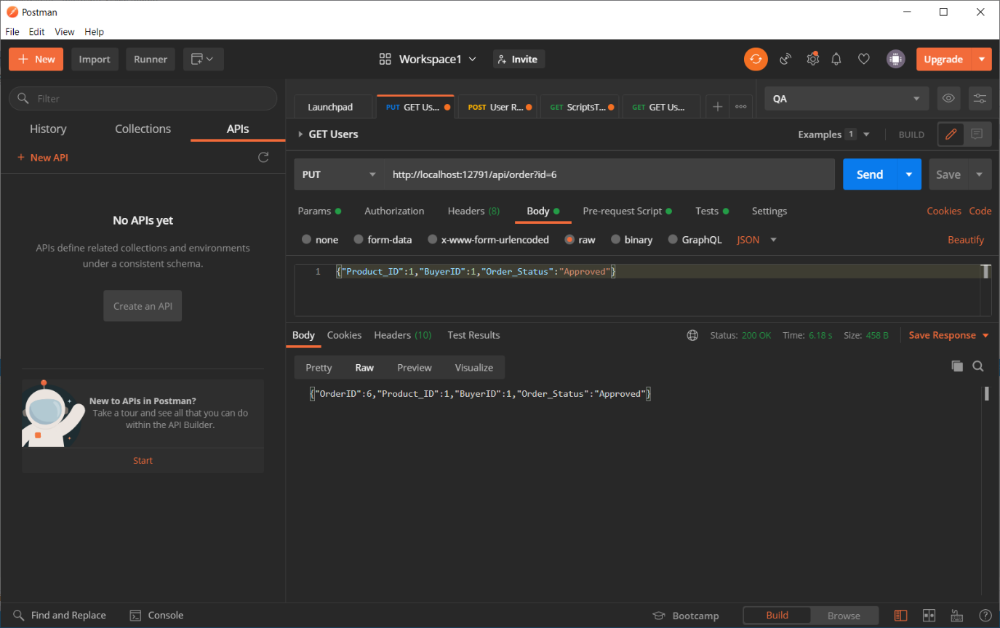 Postman
File Edit View Help
+ New Import Runner Workspace1 Invite Upgrade
Filter
History Collections APIs
+ New API
No APIs yet
APIs define related collections and environments
under a consistent schema.
Create an API
New to APIs in Postman?
Take a tour and see all that you can do
within the API Builder.
Start
Launchpad PUT GET Us... POST User R... GET ScriptsT... GET GET Us... + ooo QA
GET Users Examples 1 BUILD
PUT http://localhost:12791/api/order?id=6 Send Save
Params Authorization Headers (8) Body Pre-request Script Tests Settings Cookies Code
none form-data x-www-form-urlencoded raw binary GraphQL JSON Beautify
1 {"Product_ID":1,"BuyerID":1,"Order_Status":"Approved"}
Body Cookies Headers (10) Test Results Status: 200 OK Time: 6.18 s Size: 458 B Save Response
Pretty Raw Preview Visualize
{"OrderID":6,"Product_ID":1,"BuyerID":1,"Order_Status":"Approved"}
Find and Replace Console Bootcamp Build Browse ?